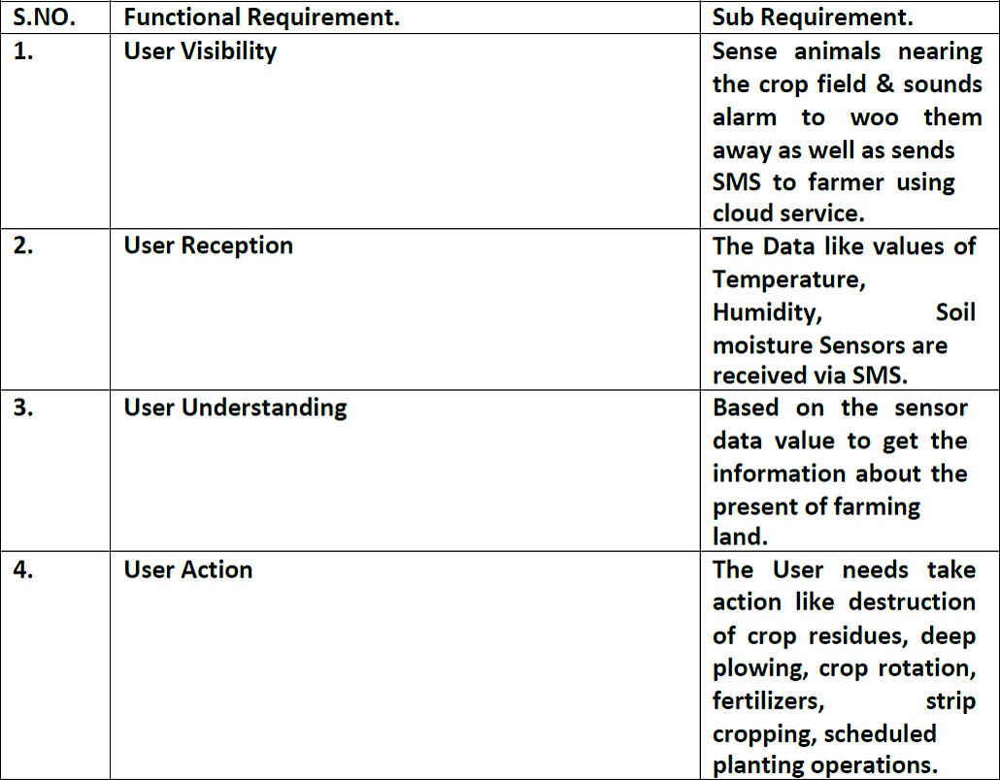 S.NO. Functional Requirement. Sub Requirement.
1. User Visibility Sense animals nearing
the crop field & sounds
alarm to woo them
away as well as sends
SMS to farmer using
cloud service.
2. User Reception The Data like values of
Temperature,
Humidity, Soil
moisture Sensors are
received via SMS.
3. User Understanding Based on the sensor
data value to get the
information about the
present of farming
land.
4. User Action The User needs take
action like destruction
of crop residues, deep
plowing, crop rotation,
fertilizers, strip
cropping, scheduled
planting operations.